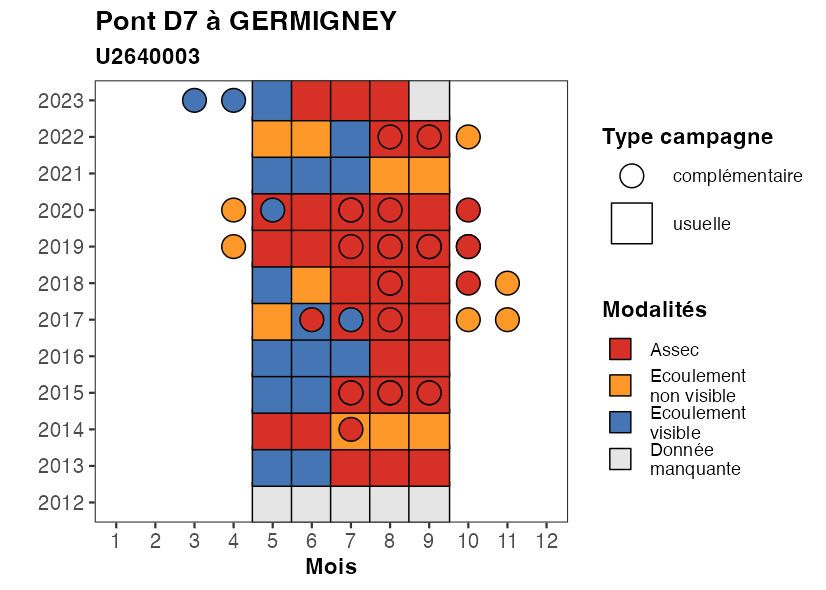 Pont D7 à GERMIGNEY
U2640003
2023
2022
2021
2020
2019
2018
2017
2016
2015
2014
2013
2012
1 2 3 4 5 6 7 8 9 10 11 12
Mois
Type campagne
complémentaire
usuelle
Modalités
Assec
Ecoulement
non visible
Ecoulement
visible
Donnée
manquante